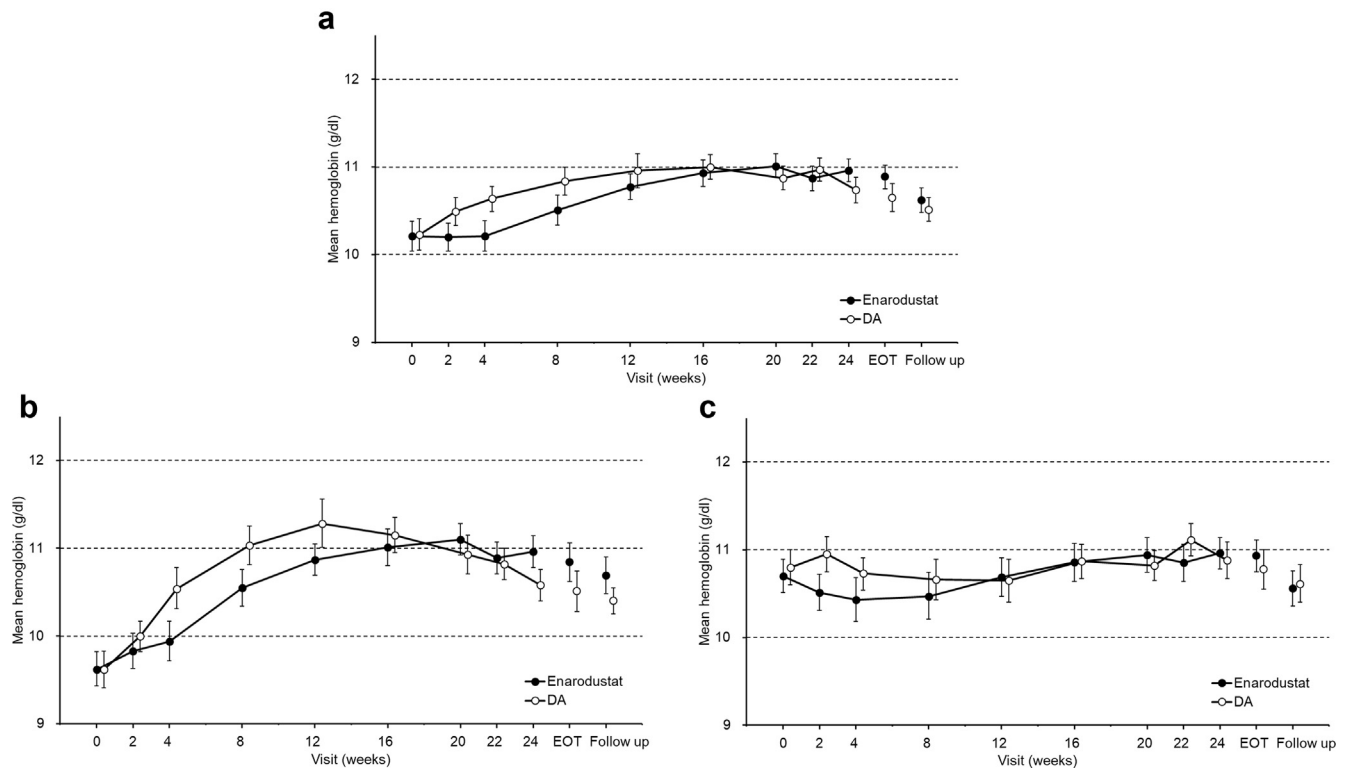 a
Mean hemoglobin (g/dl)
12
11
10
9
Enarodustat
DA
0 2 4 8 12 16 20 22 24 EOT Follow up
Visit (weeks)
b
Mean hemoglobin (g/dl)
12
11
10
9
Enarodustat
DA
0 2 4 8 12 16 20 22 24 EOT Follow up
Visit (weeks)
c
Mean hemoglobin (g/dl)
12
11
10
9
Enarodustat
DA
0 2 4 8 12 16 20 22 24 EOT Follow up
Visit (weeks)